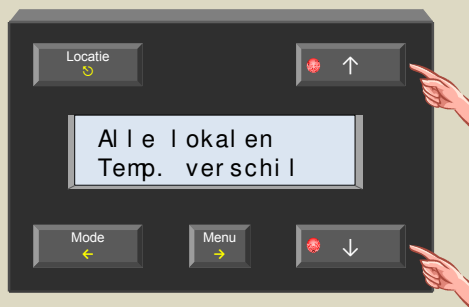 Locatie
↑
Alle lokalen
Temp. verschil
Mode
←
Menu
→
↓